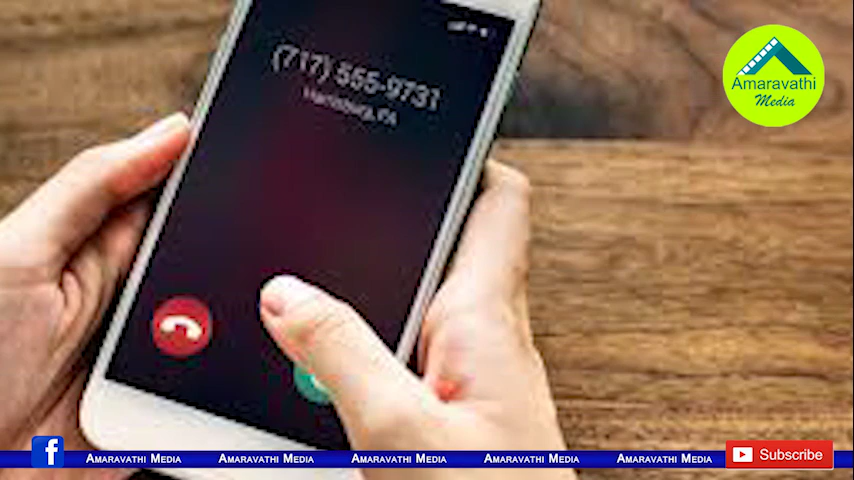 (717) 555-9731
Harrisburg, PA
Amaravathi
Media
f
AMARAVATHI MEDIA AMARAVATHI MEDIA AMARAVATHI MEDIA AMARAVATHI MEDIA AMARAVATHI MEDIA
Subscribe